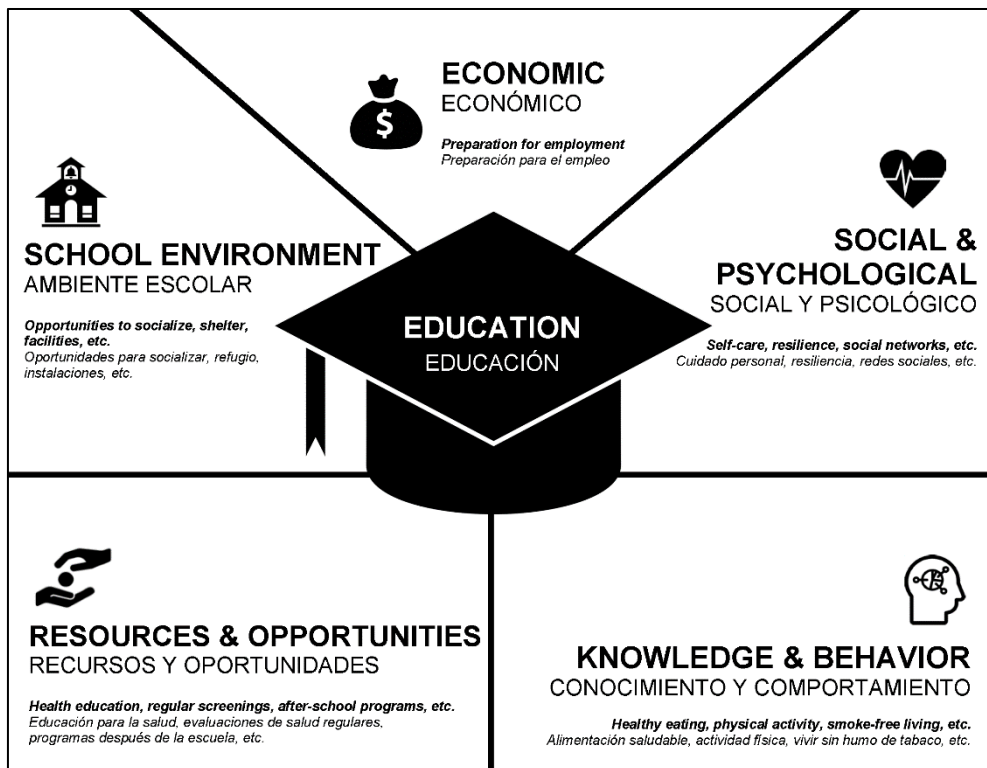 ECONOMIC
ECONÓMICO
$
Preparation for employment
Preparación para el empleo
SCHOOL ENVIRONMENT
AMBIENTE ESCOLAR
Opportunities to socialize, shelter,
facilities, etc.
Oportunidades para socializar, refugio,
instalaciones, etc.
SOCIAL &
PSYCHOLOGICAL
SOCIAL Y PSICOLÓGICO
Self-care, resilience, social networks, etc.
Cuidado personal, resiliencia, redes sociales, etc.
EDUCATION
EDUCACIÓN
RESOURCES & OPPORTUNITIES
RECURSOS Y OPORTUNIDADES
Health education, regular screenings, after-school programs, etc.
Educación para la salud, evaluaciones de salud regulares,
programas después de la escuela, etc.
KNOWLEDGE & BEHAVIOR
CONOCIMIENTO Y COMPORTAMIENTO
Healthy eating, physical activity, smoke-free living, etc.
Alimentación saludable, actividad física, vivir sin humo de tabaco, etc.